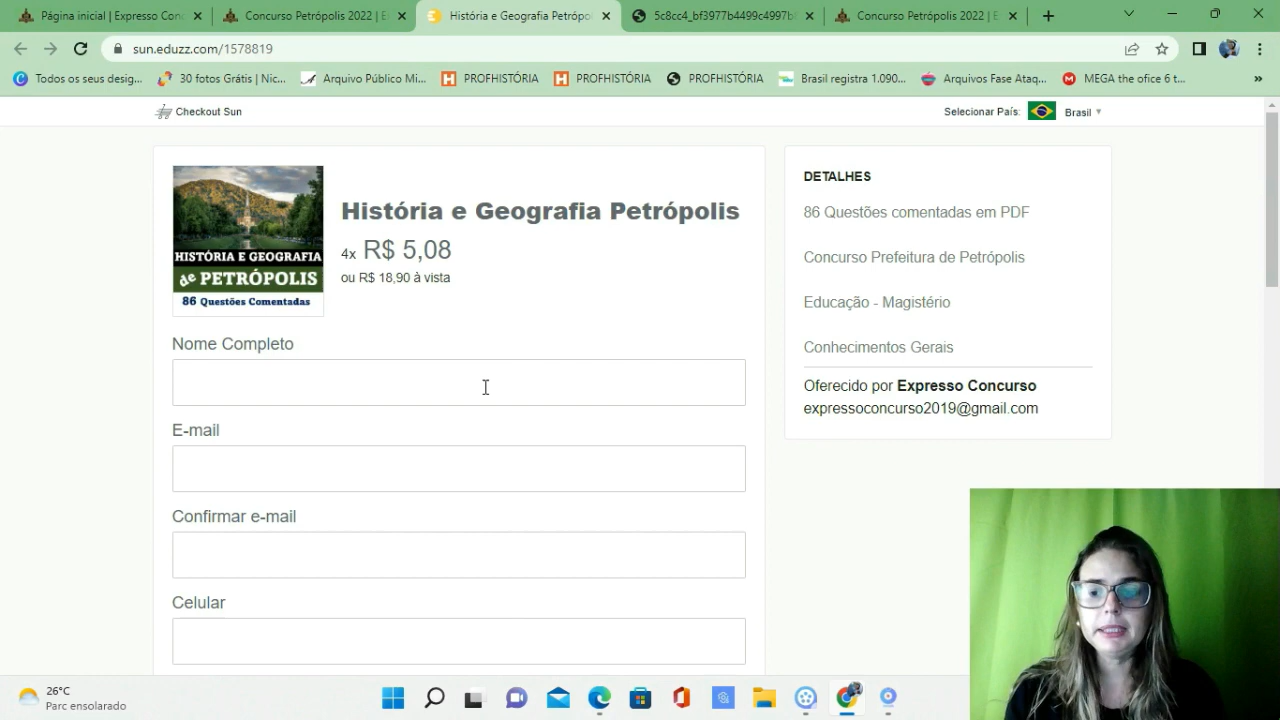 Página inicial | Expresso Con
Concurso Petrópolis 2022 | E
História e Geografia Petrópol
5c8cc4_bf3977b4499c4997b
Concurso Petrópolis 2022 | E
sun.eduzz.com/1578819
Todos os seus desig...
30 fotos Grátis | Nic...
Arquivo Público Mi...
PROFHISTÓRIA
PROFHISTÓRIA
PROFHISTÓRIA
Brasil registra 1.090...
Arquivos Fase Ataq...
MEGA the ofice 6 t...
Checkout Sun
Selecionar País:
Brasil
HISTÓRIA E GEOGRAFIA
de PETRÓPOLIS
86 Questões Comentadas
História e Geografia Petrópolis
4x R$ 5,08
ou R$ 18,90 à vista
Nome Completo
E-mail
Confirmar e-mail
Celular
DETALHES
86 Questões comentadas em PDF
Concurso Prefeitura de Petrópolis
Educação - Magistério
Conhecimentos Gerais
Oferecido por Expresso Concurso
expressoconcurso2019@gmail.com
26°C
Parc ensolarado